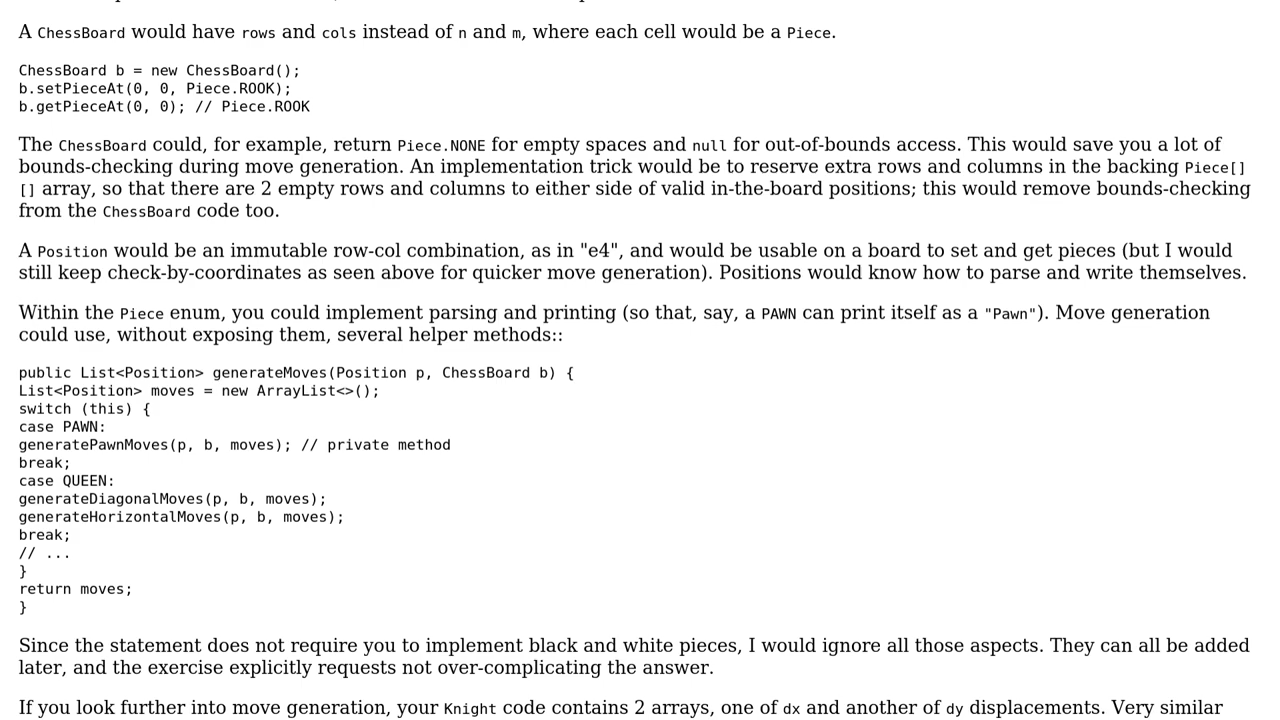 A ChessBoard would have rows and cols instead of n and m, where each cell would be a Piece.
ChessBoard b = new ChessBoard();
b.setPieceAt(0, 0, Piece.ROOK);
b.getPieceAt(0, 0); // Piece.ROOK
The ChessBoard could, for example, return Piece.NONE for empty spaces and null for out-of-bounds access. This would save you a lot of
bounds-checking during move generation. An implementation trick would be to reserve extra rows and columns in the backing Piece[]
[] array, so that there are 2 empty rows and columns to either side of valid in-the-board positions; this would remove bounds-checking
from the ChessBoard code too.
A Position would be an immutable row-col combination, as in "e4", and would be usable on a board to set and get pieces (but I would
still keep check-by-coordinates as seen above for quicker move generation). Positions would know how to parse and write themselves.
Within the Piece enum, you could implement parsing and printing (so that, say, a PAWN can print itself as a "Pawn"). Move generation
could use, without exposing them, several helper methods::
public List<Position> generateMoves(Position p, ChessBoard b) {
List<Position> moves = new ArrayList<>();
switch (this) {
case PAWN:
generatePawnMoves(p, b, moves); // private method
break;
case QUEEN:
generateDiagonalMoves(p, b, moves);
generateHorizontalMoves(p, b, moves);
break;
// ...
}
return moves;
}
Since the statement does not require you to implement black and white pieces, I would ignore all those aspects. They can all be added
later, and the exercise explicitly requests not over-complicating the answer.
If you look further into move generation, your Knight code contains 2 arrays, one of dx and another of dy displacements. Very similar